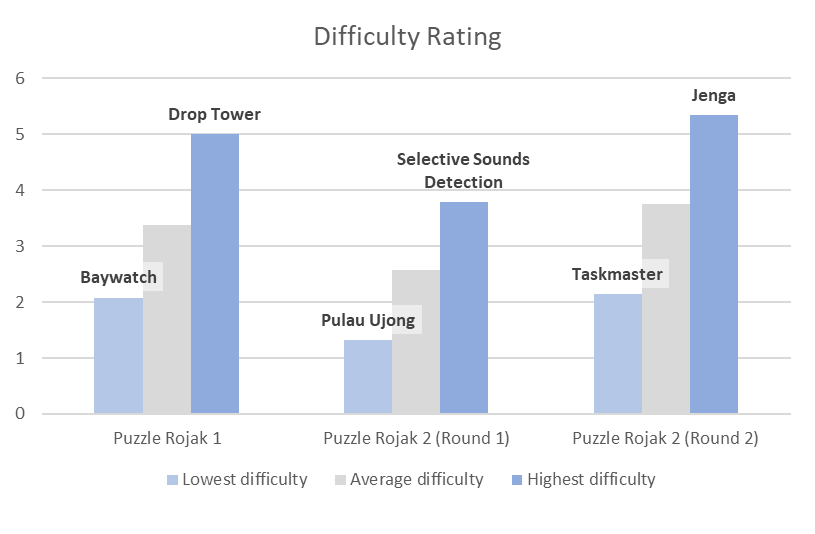 Difficulty Rating
6
Jenga
Drop Tower
5
Selective Sounds
Detection
4
3
Baywatch
Taskmaster
2
Pulau Ujong
1
0
Puzzle Rojak 1
Puzzle Rojak 2 (Round 1)
Puzzle Rojak 2 (Round 2)
Lowest difficulty
Average difficulty
Highest difficulty